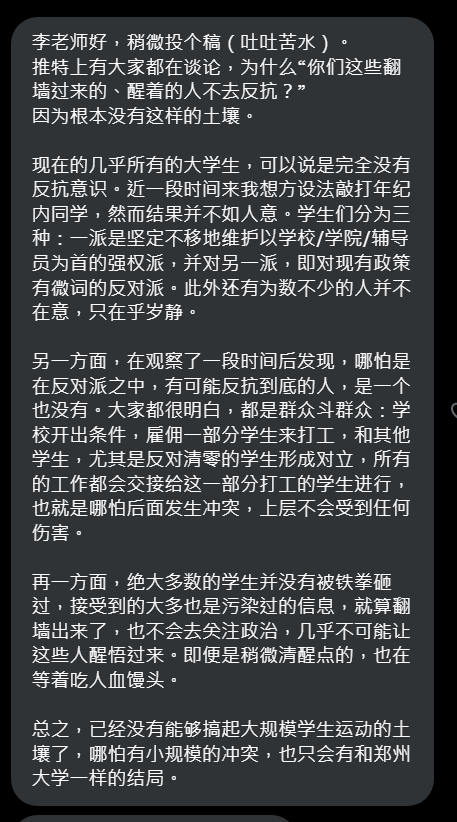 李老师好，稍微投个稿（吐吐苦水）。
推特上有大家都在谈论，为什么“你们这些翻
墙过来的、醒着的人不去反抗？”
因为根本没有这样的土壤。
现在的几乎所有的大学生，可以说是完全没有
反抗意识。近一段时间来我想方设法敲打年纪
内同学，然而结果并不如人意。学生们分为三
种：一派是坚定不移地维护以学校/学院/辅导
员为首的强权派，并对另一派，即对现有政策
有微词的反对派。此外还有为数不少的人并不
在意，只在乎岁静。
另一方面，在观察了一段时间后发现，哪怕是
在反对派之中，有可能反抗到底的人，是一个
也没有。大家都很明白，都是群众斗群众：学
校开出条件，雇佣一部分学生来打工，和其他
学生，尤其是反对清零的学生形成对立，所有
的工作都会交接给这一部分打工的学生进行，
也就是哪怕后面发生冲突，上层不会受到任何
伤害。
再一方面，绝大多数的学生并没有被铁拳砸
过，接受到的大多也是污染过的信息，就算翻
墙出来了，也不会去关注政治，几乎不可能让
这些人醒悟过来。即便是稍微清醒点的，也在
等着吃人血馒头。
总之，已经没有能够搞起大规模学生运动的土
壤了，哪怕有小规模的冲突，也只会有和郑州
大学一样的结局。